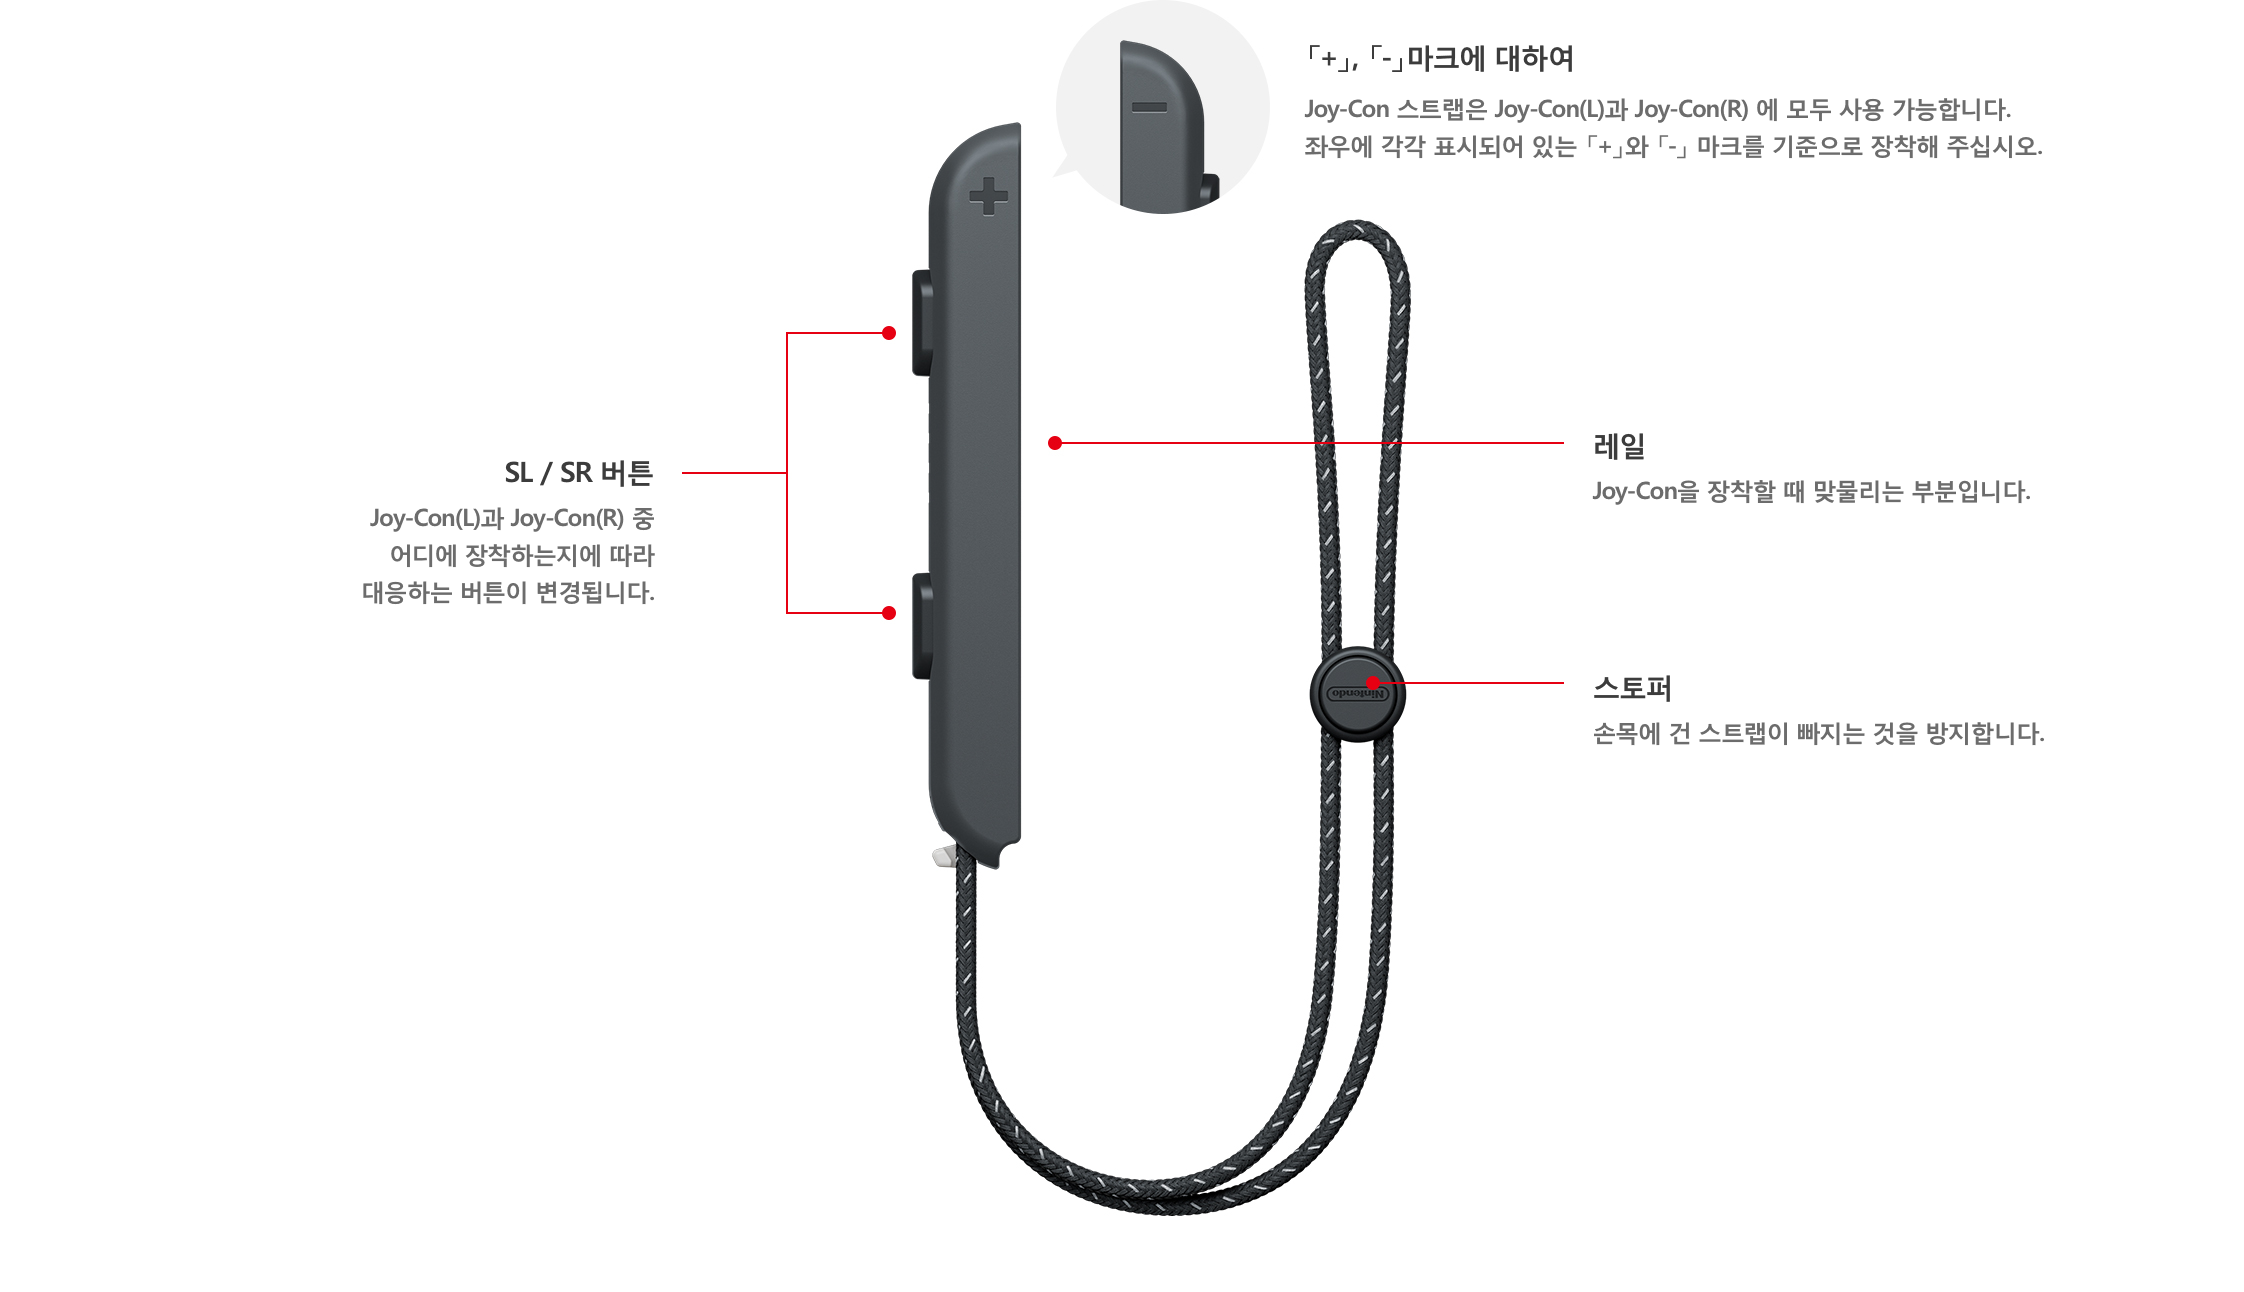 「+」, 「-」마크에 대하여
Joy-Con 스트랩은 Joy-Con(L)과 Joy-Con(R) 에 모두 사용 가능합니다.
좌우에 각각 표시되어 있는 「+」와 「-」 마크를 기준으로 장착해 주십시오.
SL / SR 버튼
Joy-Con(L)과 Joy-Con(R) 중
어디에 장착하는지에 따라
대응하는 버튼이 변경됩니다.
레일
Joy-Con을 장착할 때 맞물리는 부분입니다.
스토퍼
손목에 건 스트랩이 빠지는 것을 방지합니다.
Nintendo